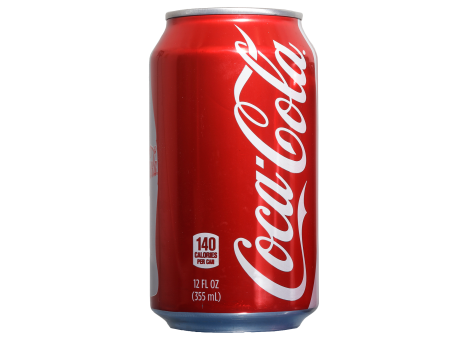 Coca-Cola
140
CALORIES
PER CAN
12 FL OZ
(355 mL)